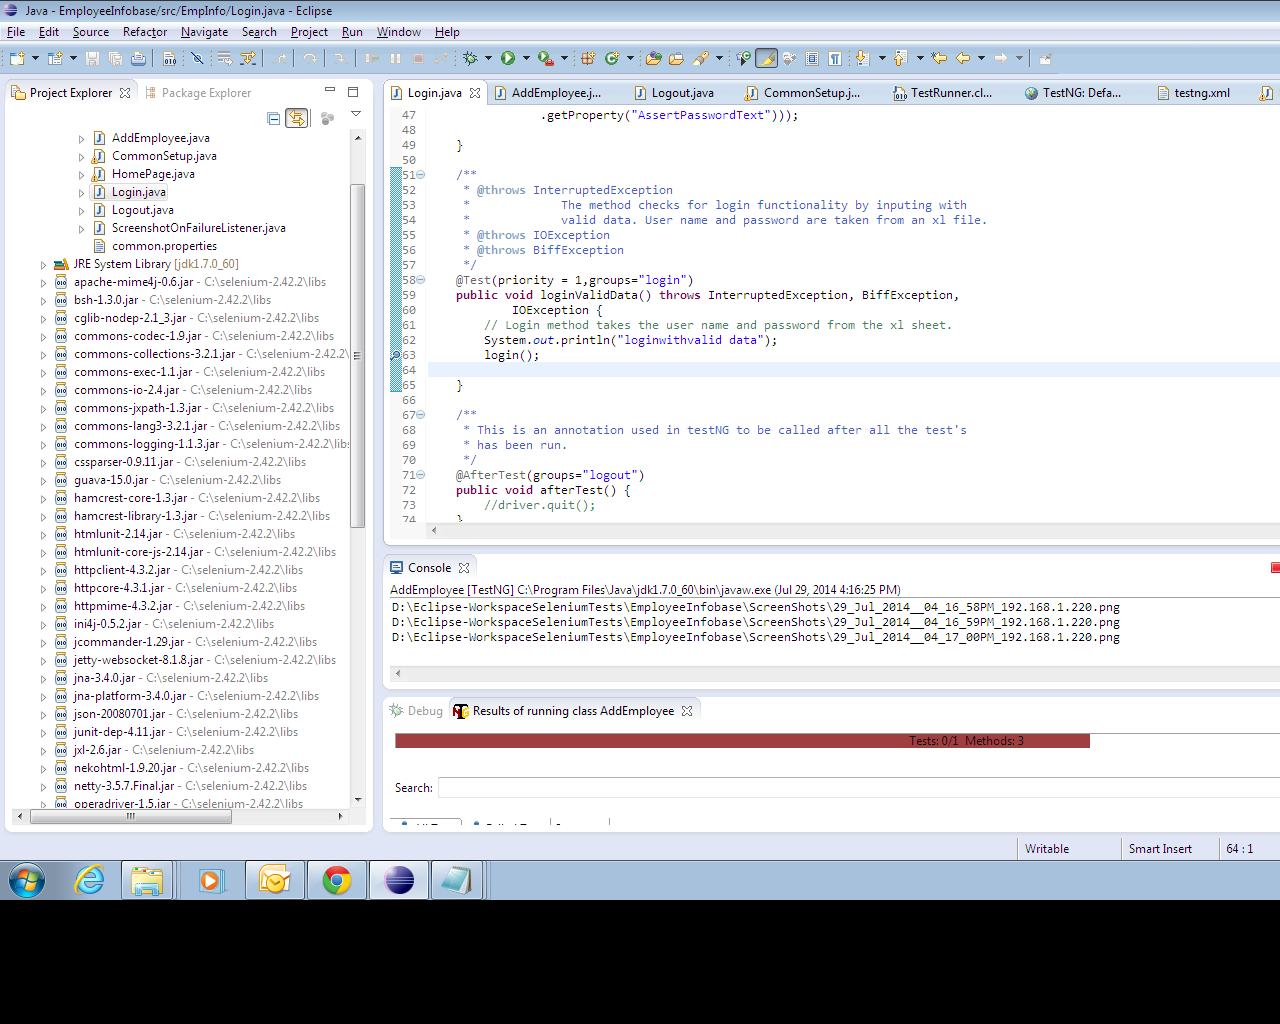 Java - EmployeeInfobase/src/EmpInfo/Login.java - Eclipse
File Edit Source Refactor Navigate Search Project Run Window Help
Project Explorer
Package Explorer
AddEmployee.java
CommonSetup.java
HomePage.java
Login.java
Logout.java
ScreenshotOnFailureListener.java
common.properties
JRE System Library [jdk1.7.0_60]
apache-mime4j-0.6.jar - C:\selenium-2.42.2\libs
bsh-1.3.0.jar - C:\selenium-2.42.2\libs
cglib-nodep-2.1_3.jar - C:\selenium-2.42.2\libs
commons-codec-1.9.jar - C:\selenium-2.42.2\libs
commons-collections-3.2.1.jar - C:\selenium-2.42.2\
commons-exec-1.1.jar - C:\selenium-2.42.2\libs
commons-io-2.4.jar - C:\selenium-2.42.2\libs
commons-jxpath-1.3.jar - C:\selenium-2.42.2\libs
commons-lang3-3.2.1.jar - C:\selenium-2.42.2\libs
commons-logging-1.1.3.jar - C:\selenium-2.42.2\libs
cssparser-0.9.11.jar - C:\selenium-2.42.2\libs
guava-15.0.jar - C:\selenium-2.42.2\libs
hamcrest-core-1.3.jar - C:\selenium-2.42.2\libs
hamcrest-library-1.3.jar - C:\selenium-2.42.2\libs
htmlunit-2.14.jar - C:\selenium-2.42.2\libs
htmlunit-core-js-2.14.jar - C:\selenium-2.42.2\libs
httpclient-4.3.2.jar - C:\selenium-2.42.2\libs
httpcore-4.3.1.jar - C:\selenium-2.42.2\libs
httpmime-4.3.2.jar - C:\selenium-2.42.2\libs
ini4j-0.5.2.jar - C:\selenium-2.42.2\libs
jcommander-1.29.jar - C:\selenium-2.42.2\libs
jetty-websocket-8.1.8.jar - C:\selenium-2.42.2\libs
jna-3.4.0.jar - C:\selenium-2.42.2\libs
jna-platform-3.4.0.jar - C:\selenium-2.42.2\libs
json-20080701.jar - C:\selenium-2.42.2\libs
junit-dep-4.11.jar - C:\selenium-2.42.2\libs
jxl-2.6.jar - C:\selenium-2.42.2\libs
nekohtml-1.9.20.jar - C:\selenium-2.42.2\libs
netty-3.5.7.Final.jar - C:\selenium-2.42.2\libs
operadriver-1.5.jar - C:\selenium-2.42.2\libs
Login.java AddEmployee.j... Logout.java CommonSetup.j... TestRunner.cl... TestNG: Defa... testng.xml
47 .getProperty("AssertPasswordText")));
48
49 }
50
51 /**
52 * @throws InterruptedException
53 * The method checks for login functionality by inputing with
54 * valid data. User name and password are taken from an xl file.
55 * @throws IOException
56 * @throws BiffException
57 */
58 @Test(priority = 1,groups="login")
59 public void loginValidData() throws InterruptedException, BiffException,
60 IOException {
61 // Login method takes the user name and password from the xl sheet.
62 System.out.println("loginwithvalid data");
63 login();
64
65 }
66
67 /**
68 * This is an annotation used in testNG to be called after all the test's
69 * has been run.
70 */
71 @AfterTest(groups="logout")
72 public void afterTest() {
73 //driver.quit();
74 }
Console
AddEmployee [TestNG] C:\Program Files\Java\jdk1.7.0_60\bin\javaw.exe (Jul 29, 2014 4:16:25 PM)
D:\Eclipse-WorkspaceSeleniumTests\EmployeeInfobase\ScreenShots\29_Jul_2014__04_16_58PM_192.168.1.220.png
D:\Eclipse-WorkspaceSeleniumTests\EmployeeInfobase\ScreenShots\29_Jul_2014__04_16_59PM_192.168.1.220.png
D:\Eclipse-WorkspaceSeleniumTests\EmployeeInfobase\ScreenShots\29_Jul_2014__04_17_00PM_192.168.1.220.png
Debug
Results of running class AddEmployee
Tests: 0/1 Methods: 3
Search:
Writable Smart Insert 64 : 1